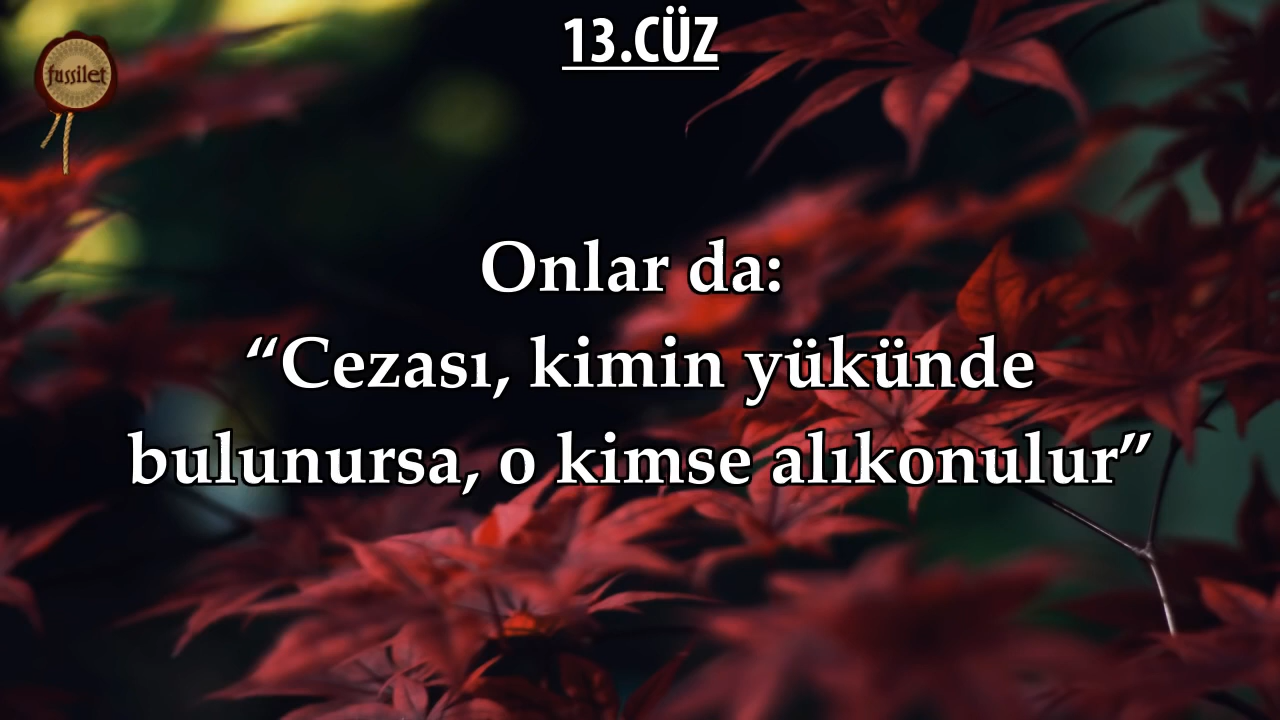 13.CÜZ
fussilet
Onlar da:
“Cezası, kimin yükünde
bulunursa, o kimse alıkonulur”